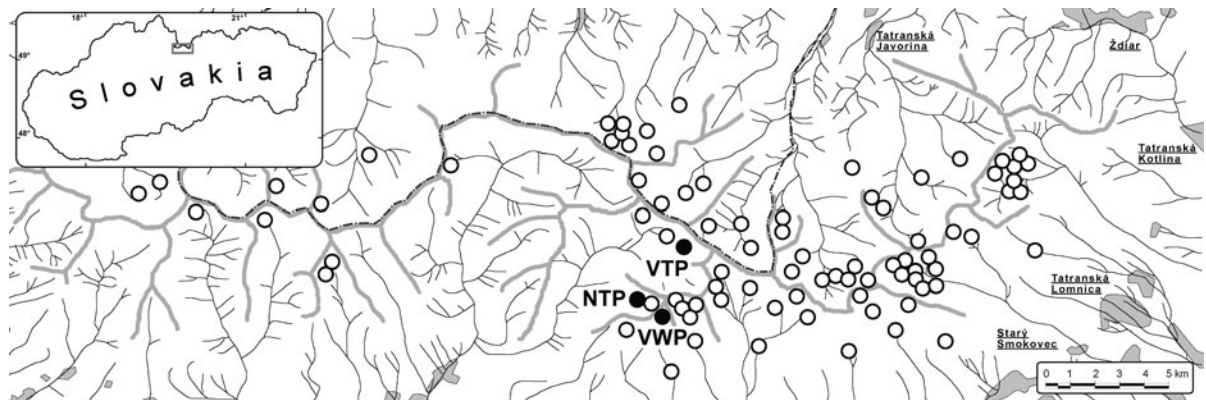 18°
21°
49°
Slovakia
48°
Tatranská
Javorina
Ždiar
Tatranská
Kotlina
VTP
NTP
VWP
Tatranská
Lomnica
Starý
Smokovec
0 1 2 3 4 5 km